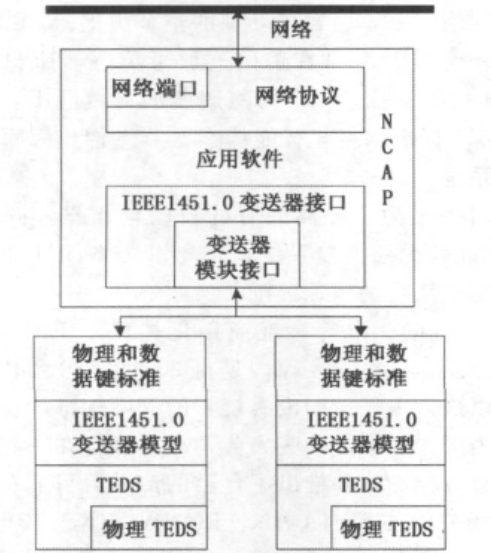 网络
网络端口
网络协议
NCAP
应用软件
IEEE1451.0 变送器接口
变送器
模块接口
物理和数
据键标准
IEEE1451.0
变送器模型
TEDS
物理 TEDS
物理和数
据键标准
IEEE1451.0
变送器模型
TEDS
物理 TEDS